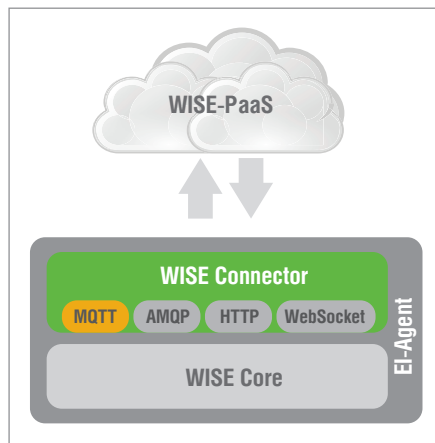 WISE-PaaS
WISE Connector
MQTT AMQP HTTP WebSocket
WISE Core
EI-Agent